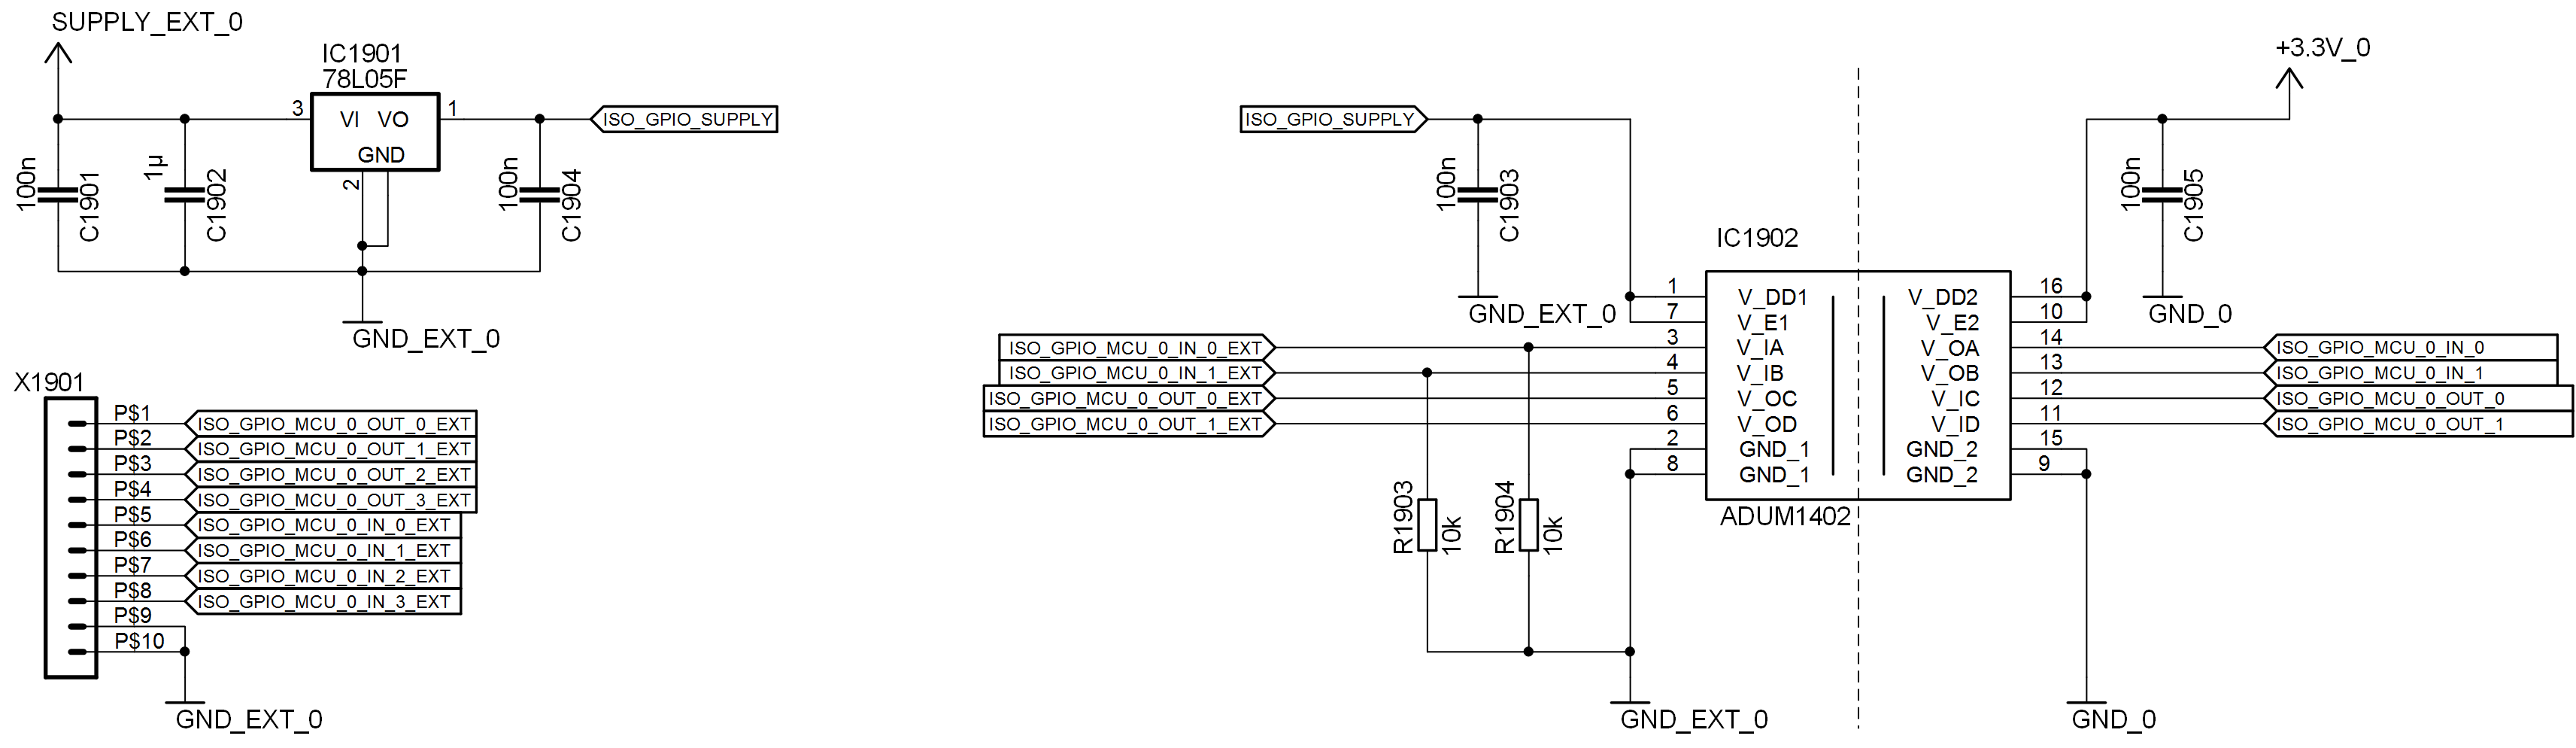 SUPPLY_EXT_0
IC1901
78L05F
3
VI VO
1
GND
2
100n
C1901
1µ
C1902
100n
C1904
ISO_GPIO_SUPPLY
GND_EXT_0
X1901
P$1 ISO_GPIO_MCU_0_OUT_0_EXT
P$2 ISO_GPIO_MCU_0_OUT_1_EXT
P$3 ISO_GPIO_MCU_0_OUT_2_EXT
P$4 ISO_GPIO_MCU_0_OUT_3_EXT
P$5 ISO_GPIO_MCU_0_IN_0_EXT
P$6 ISO_GPIO_MCU_0_IN_1_EXT
P$7 ISO_GPIO_MCU_0_IN_2_EXT
P$8 ISO_GPIO_MCU_0_IN_3_EXT
P$9
P$10
GND_EXT_0
ISO_GPIO_SUPPLY
100n
C1903
GND_EXT_0
+3.3V_0
100n
C1905
GND_0
IC1902
1 V_DD1 V_DD2 16
7 V_E1 V_E2 10
ISO_GPIO_MCU_0_IN_0_EXT 3 V_IA V_OA 14 ISO_GPIO_MCU_0_IN_0
ISO_GPIO_MCU_0_IN_1_EXT 4 V_IB V_OB 13 ISO_GPIO_MCU_0_IN_1
ISO_GPIO_MCU_0_OUT_0_EXT 5 V_OC V_IC 12 ISO_GPIO_MCU_0_OUT_0
ISO_GPIO_MCU_0_OUT_1_EXT 6 V_OD V_ID 11 ISO_GPIO_MCU_0_OUT_1
2 GND_1 GND_2 15
8 GND_1 GND_2 9
ADUM1402
R1903
10k
R1904
10k
GND_EXT_0
GND_0